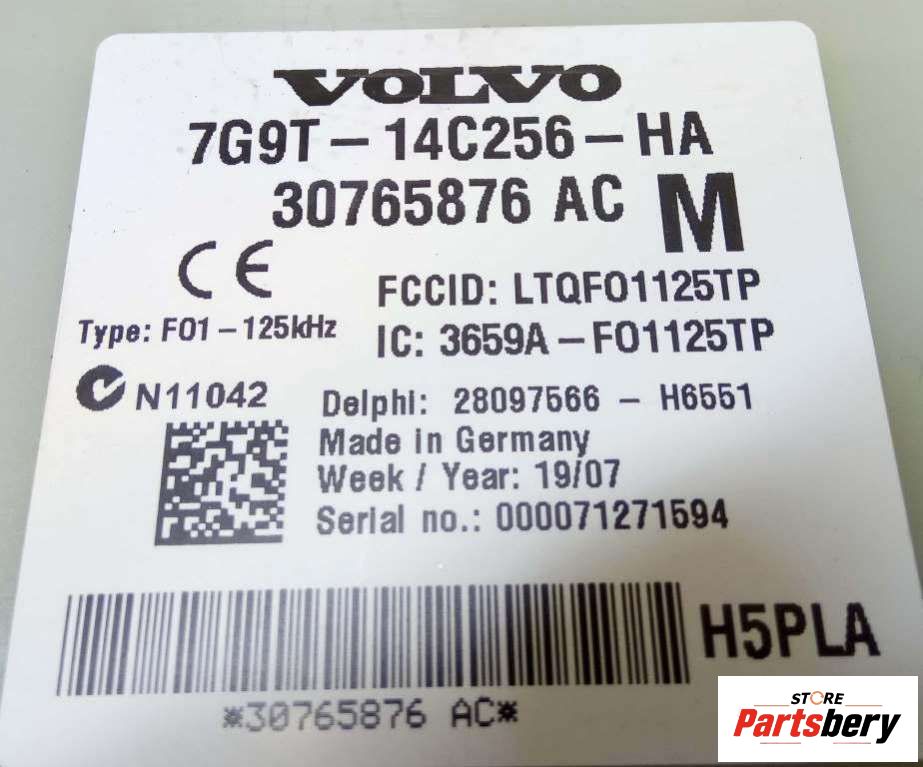 VOLVO
7G9T-14C256-HA
30765876 AC M
CE
FCCID: LTQFO1125TP
Type: FO1-125kHz
IC: 3659A-FO1125TP
N11042
Delphi: 28097566 - H6551
Made in Germany
Week / Year: 19/07
Serial no.: 000071271594
H5PLA
*30765876 AC*
STORE
Partsbery